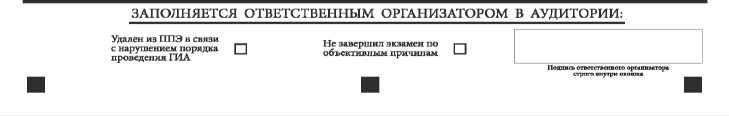 ЗАПОЛНЯЕТСЯ ОТВЕТСТВЕННЫМ ОРГАНИЗАТОРОМ В АУДИТОРИИ:
Удален из ППЭ в связи
с нарушением порядка
проведения ГИА
Не завершил экзамен по
объективным причинам
Подпись ответственного организатора
строго внутри окошка